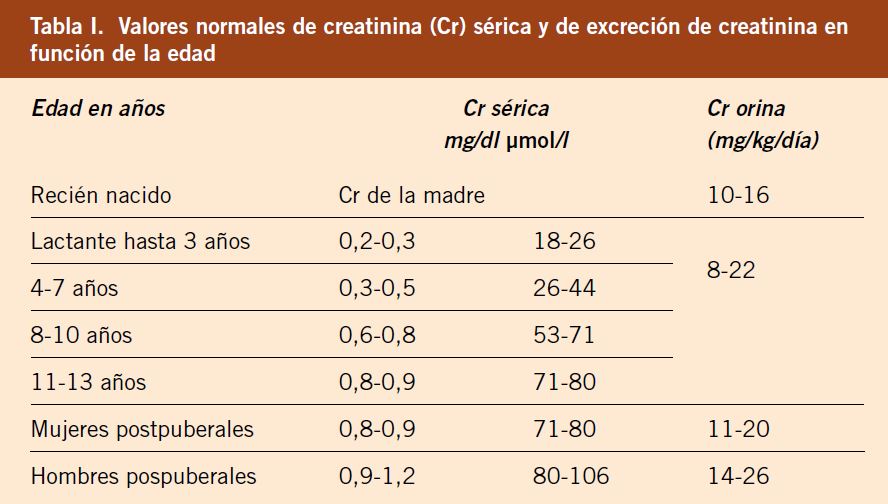 Tabla I. Valores normales de creatinina (Cr) sérica y de excreción de creatinina en
función de la edad
Edad en años Cr sérica Cr orina
mg/dl µmol/l (mg/kg/día)
Recién nacido Cr de la madre 10-16
Lactante hasta 3 años 0,2-0,3 18-26
8-22
4-7 años 0,3-0,5 26-44
8-10 años 0,6-0,8 53-71
11-13 años 0,8-0,9 71-80
Mujeres postpuberales 0,8-0,9 71-80 11-20
Hombres pospuberales 0,9-1,2 80-106 14-26